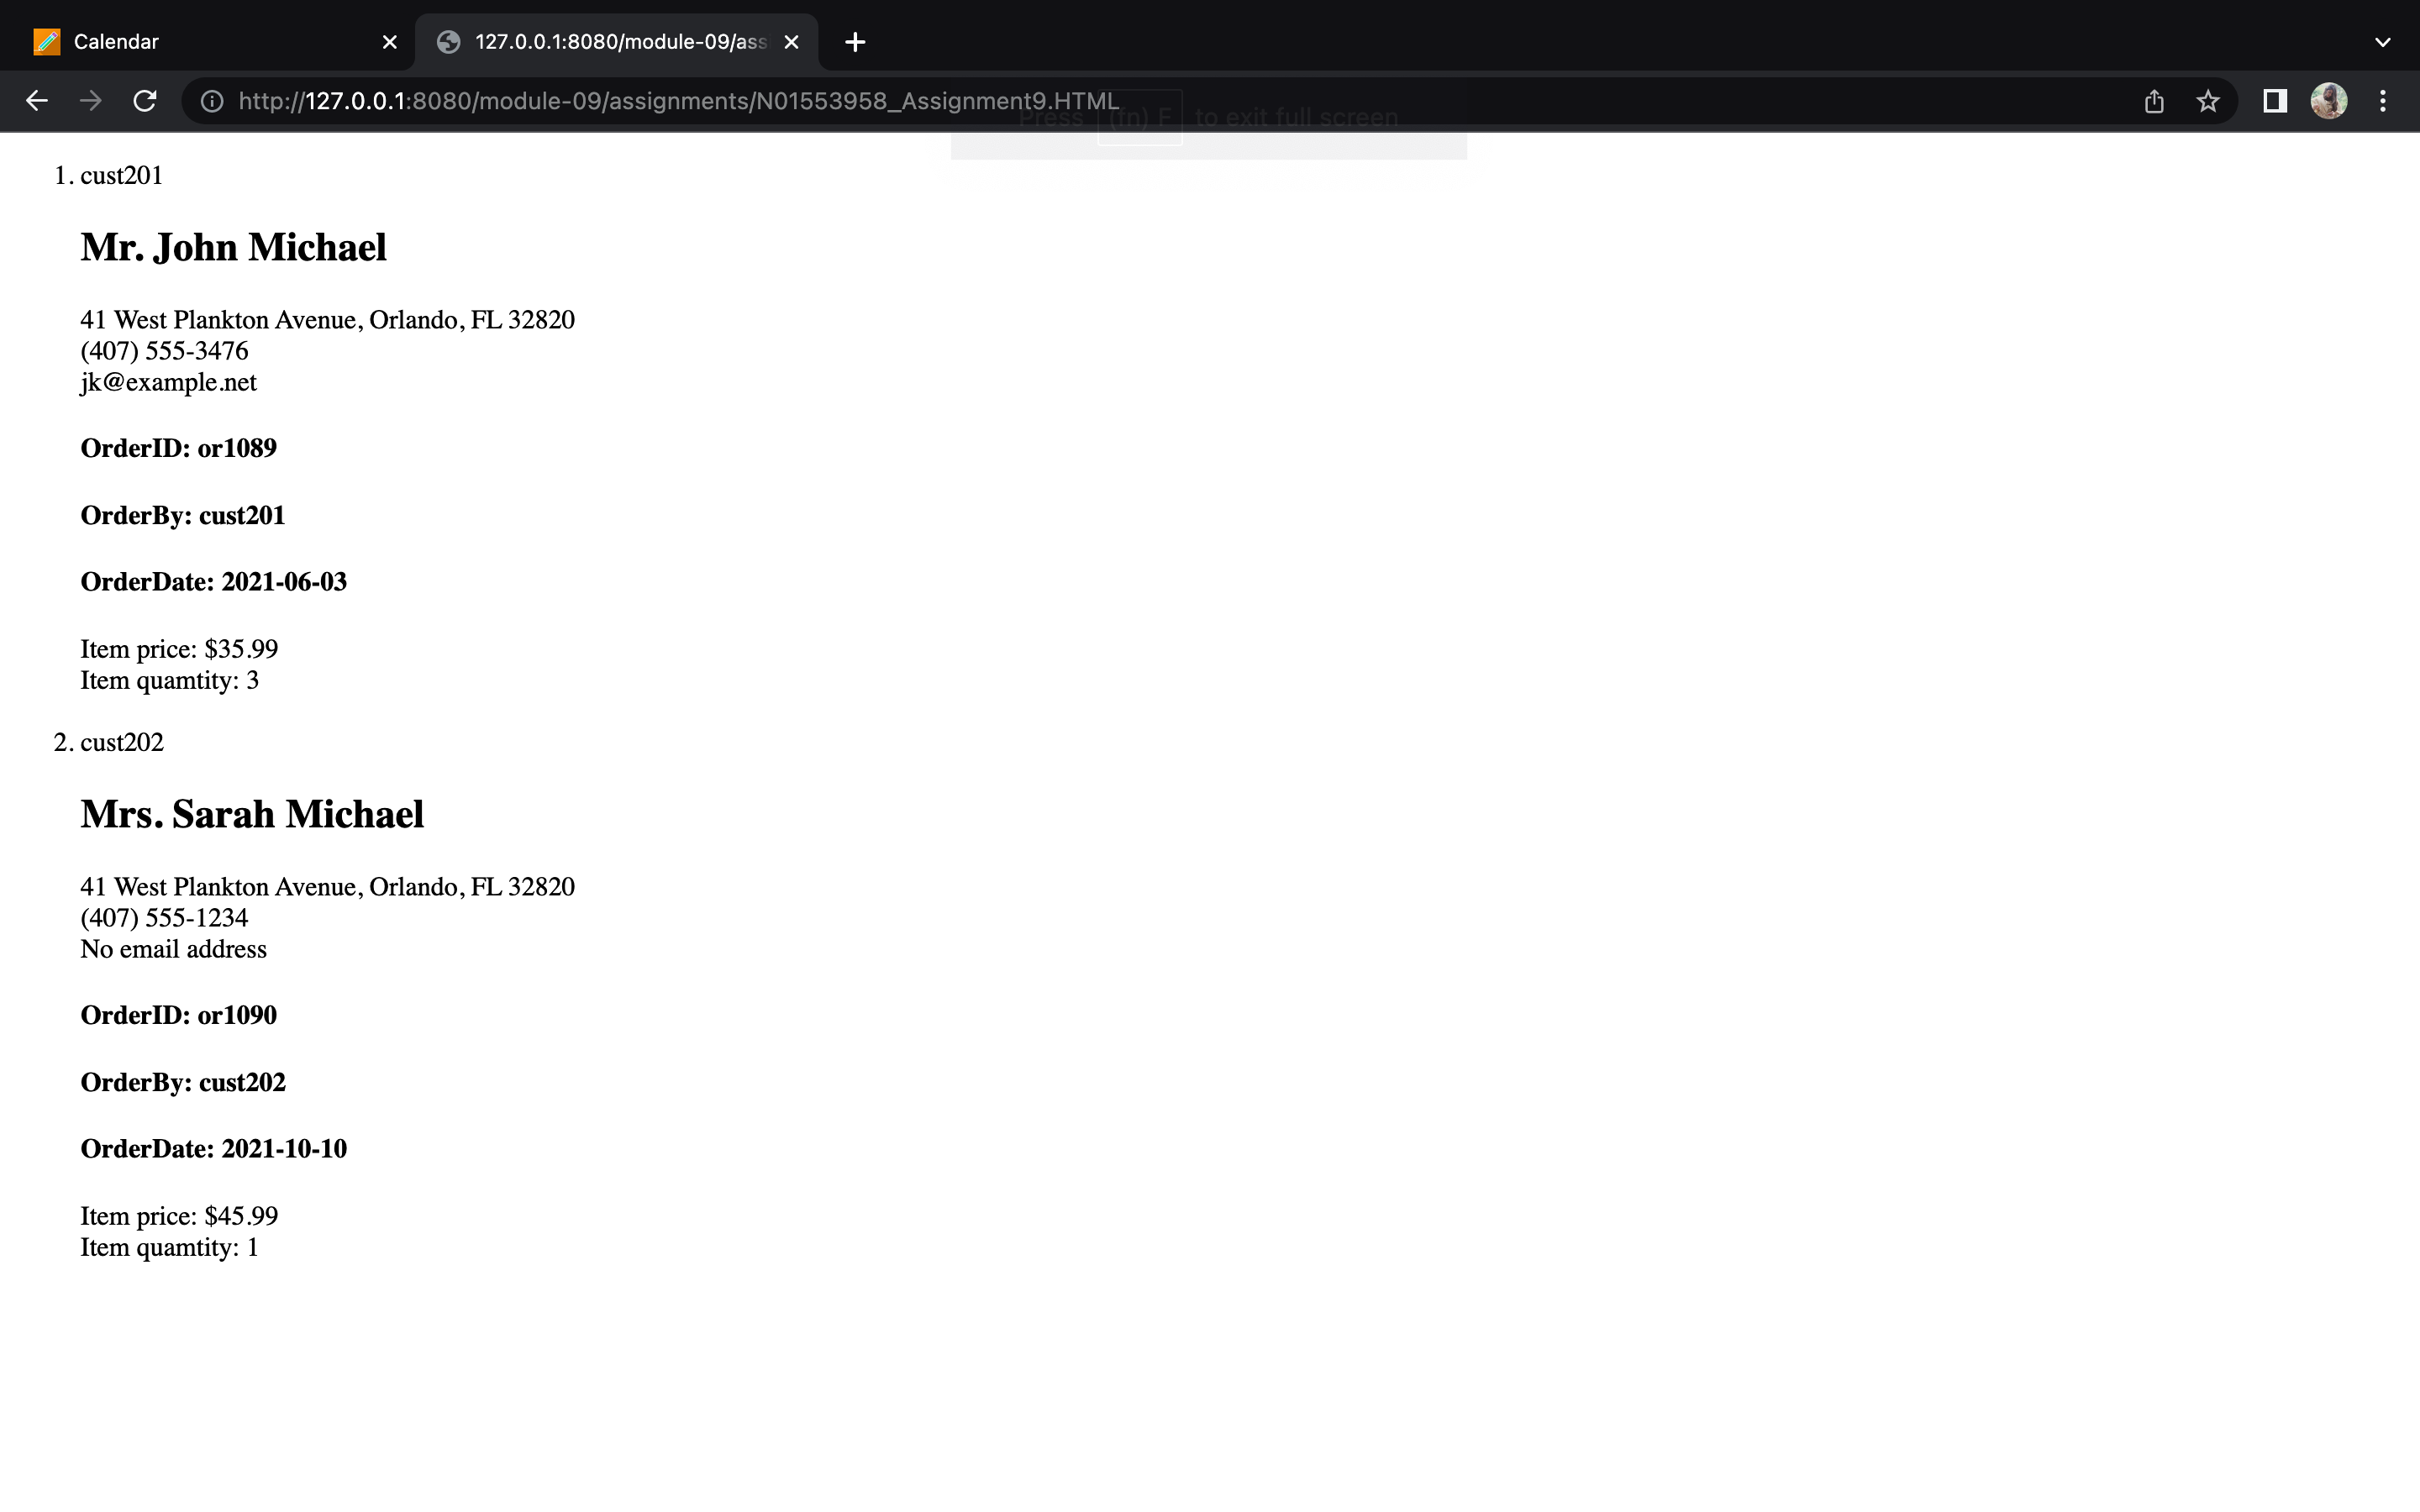 Calendar
127.0.0.1:8080/module-09/ass
http://127.0.0.1:8080/module-09/assignments/N01553958_Assignment9.HTML
Press (fn) F to exit full screen
1. cust201
Mr. John Michael
41 West Plankton Avenue, Orlando, FL 32820
(407) 555-3476
jk@example.net
OrderID: or1089
OrderBy: cust201
OrderDate: 2021-06-03
Item price: $35.99
Item quamtity: 3
2. cust202
Mrs. Sarah Michael
41 West Plankton Avenue, Orlando, FL 32820
(407) 555-1234
No email address
OrderID: or1090
OrderBy: cust202
OrderDate: 2021-10-10
Item price: $45.99
Item quamtity: 1